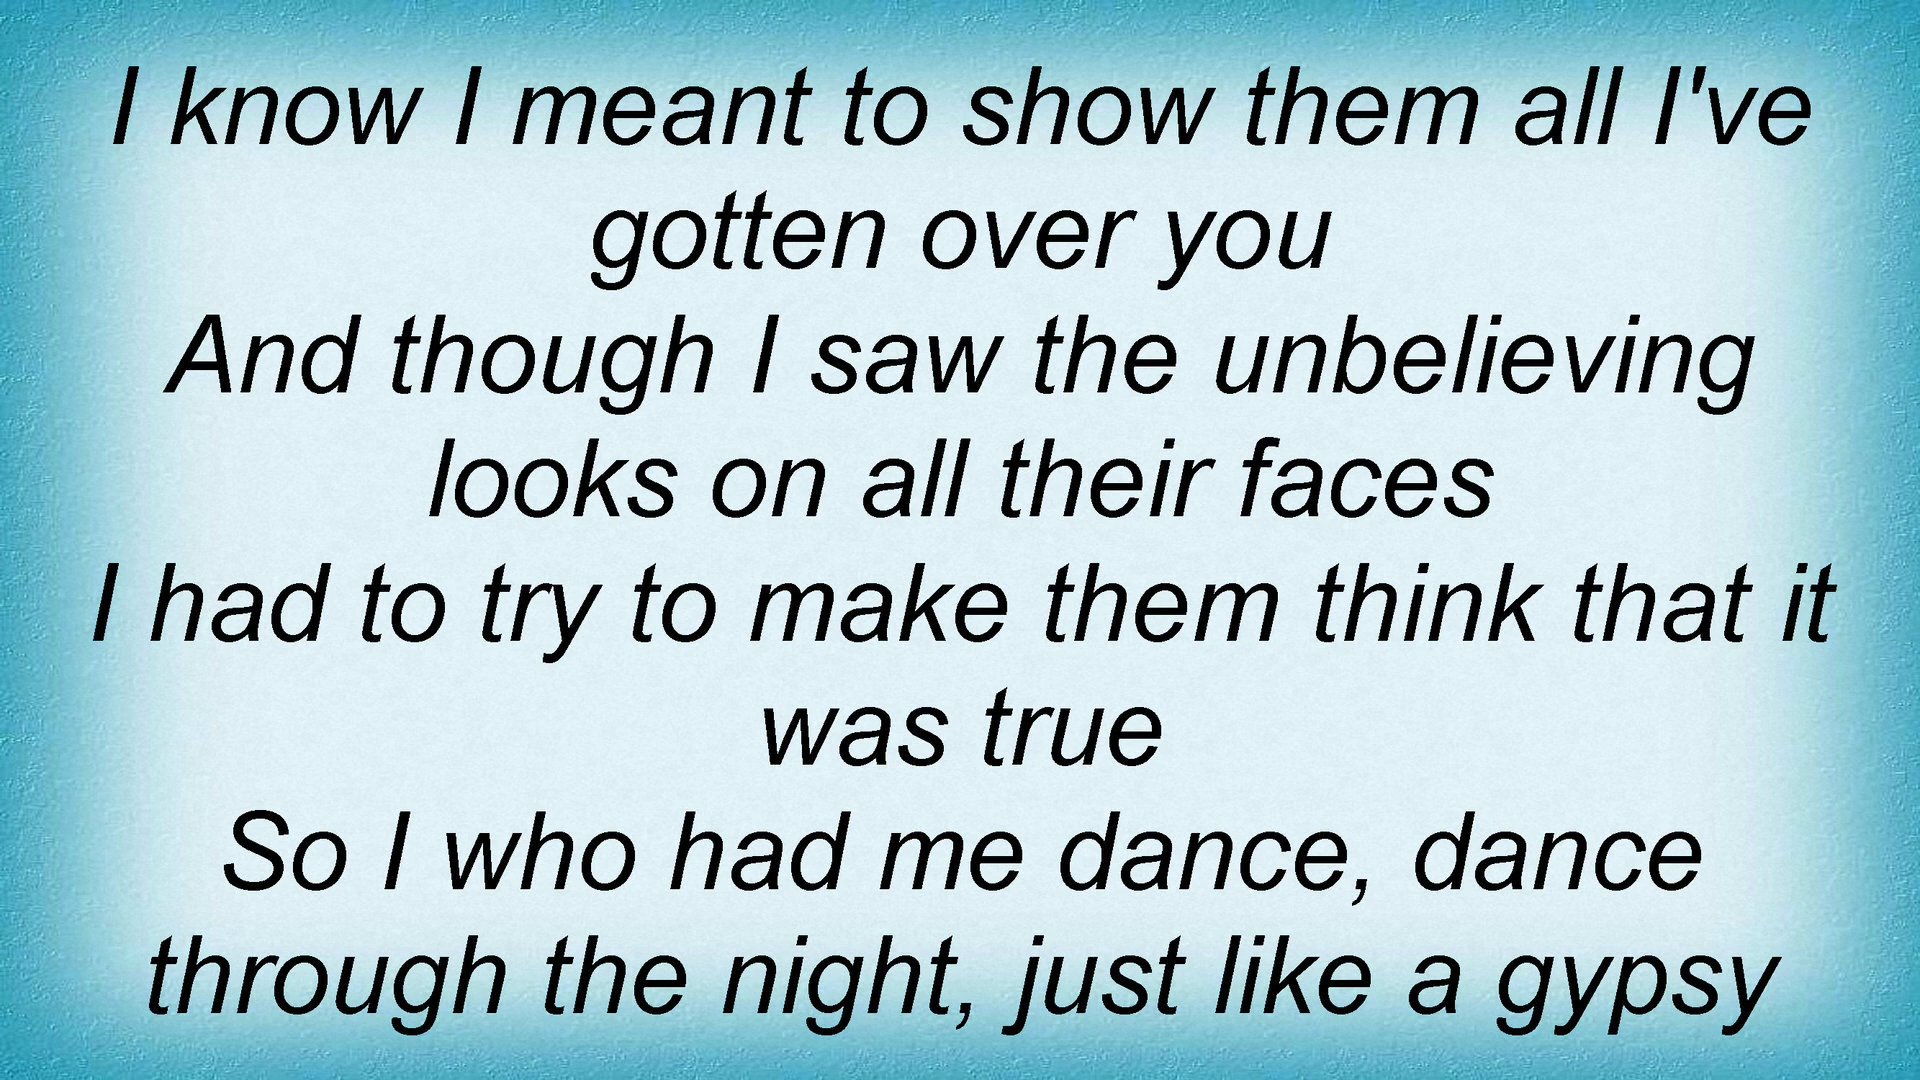 I know I meant to show them all I've
gotten over you
And though I saw the unbelieving
looks on all their faces
I had to try to make them think that it
was true
So I who had me dance, dance
through the night, just like a gypsy